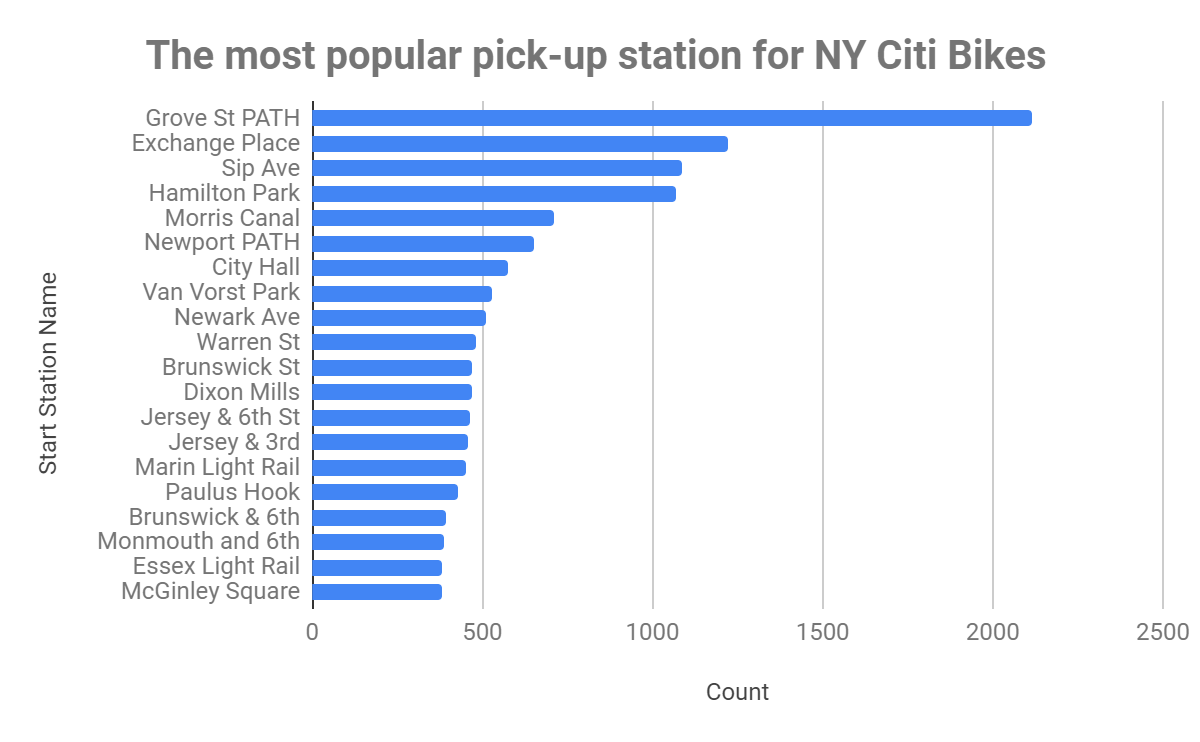 The most popular pick-up station for NY Citi Bikes
Start Station Name
Grove St PATH
Exchange Place
Sip Ave
Hamilton Park
Morris Canal
Newport PATH
City Hall
Van Vorst Park
Newark Ave
Warren St
Brunswick St
Dixon Mills
Jersey & 6th St
Jersey & 3rd
Marin Light Rail
Paulus Hook
Brunswick & 6th
Monmouth and 6th
Essex Light Rail
McGinley Square
0 500 1000 1500 2000 2500
Count